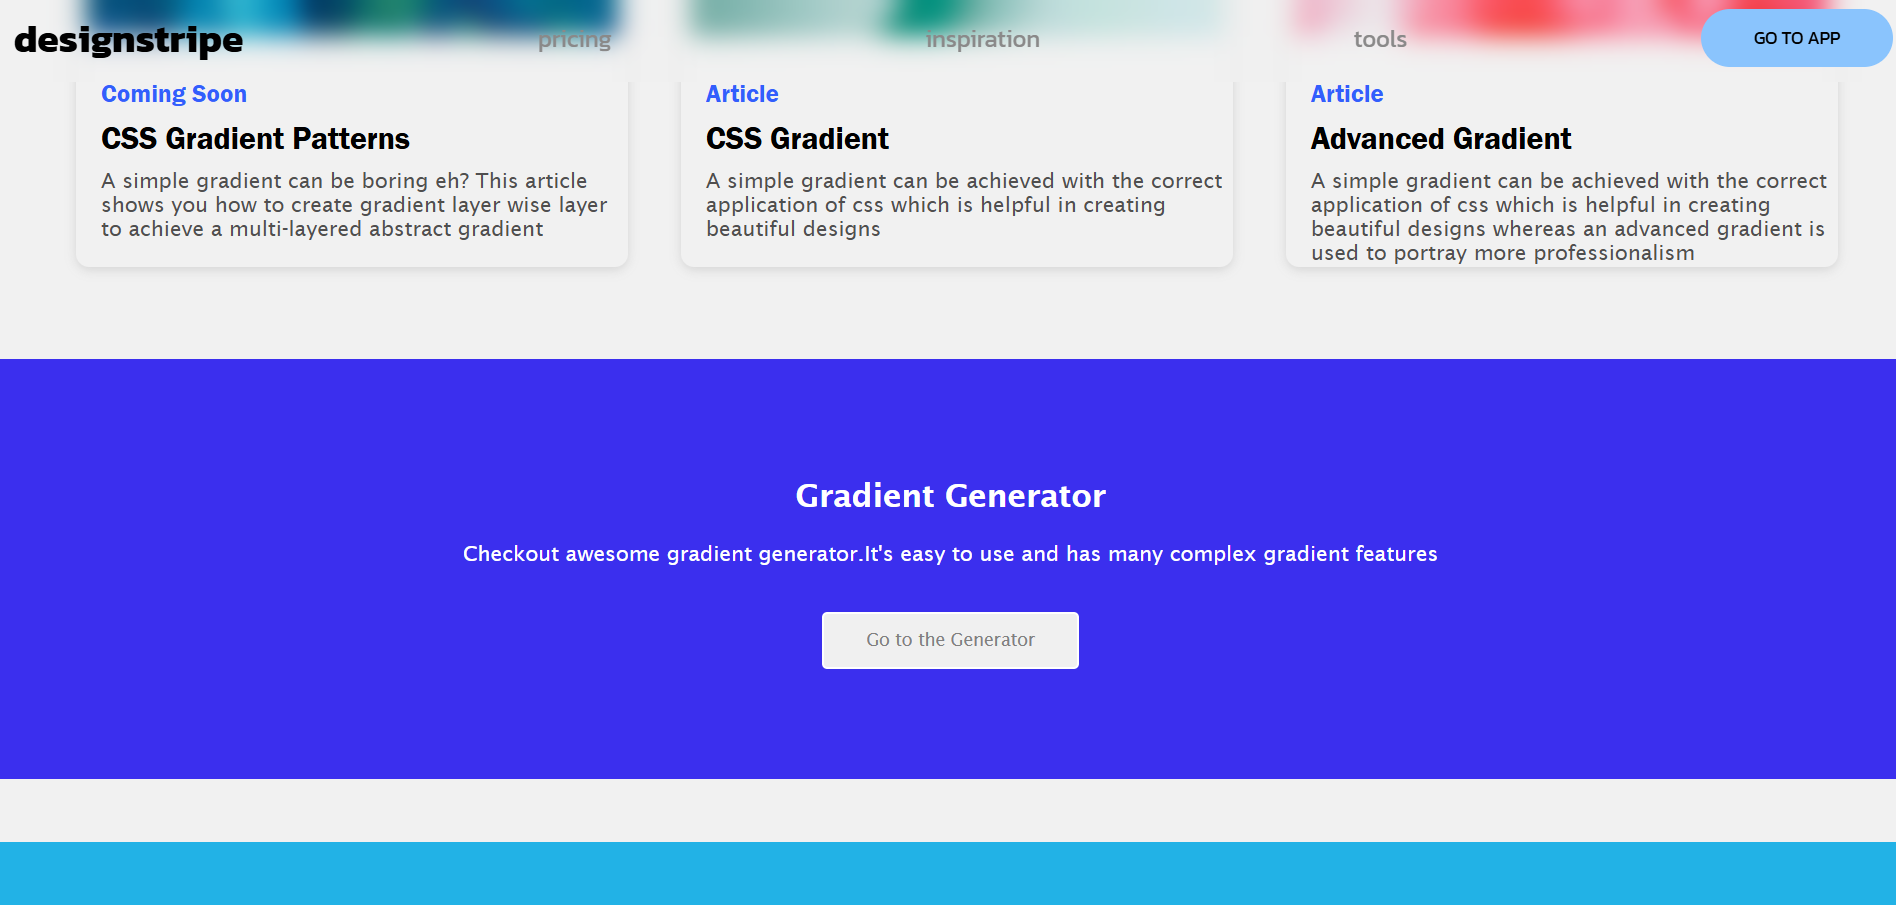 designstripe
pricing
inspiration
tools
GO TO APP
Coming Soon
CSS Gradient Patterns
A simple gradient can be boring eh? This article
shows you how to create gradient layer wise layer
to achieve a multi-layered abstract gradient
Article
CSS Gradient
A simple gradient can be achieved with the correct
application of css which is helpful in creating
beautiful designs
Article
Advanced Gradient
A simple gradient can be achieved with the correct
application of css which is helpful in creating
beautiful designs whereas an advanced gradient is
used to portray more professionalism
Gradient Generator
Checkout awesome gradient generator.It's easy to use and has many complex gradient features
Go to the Generator